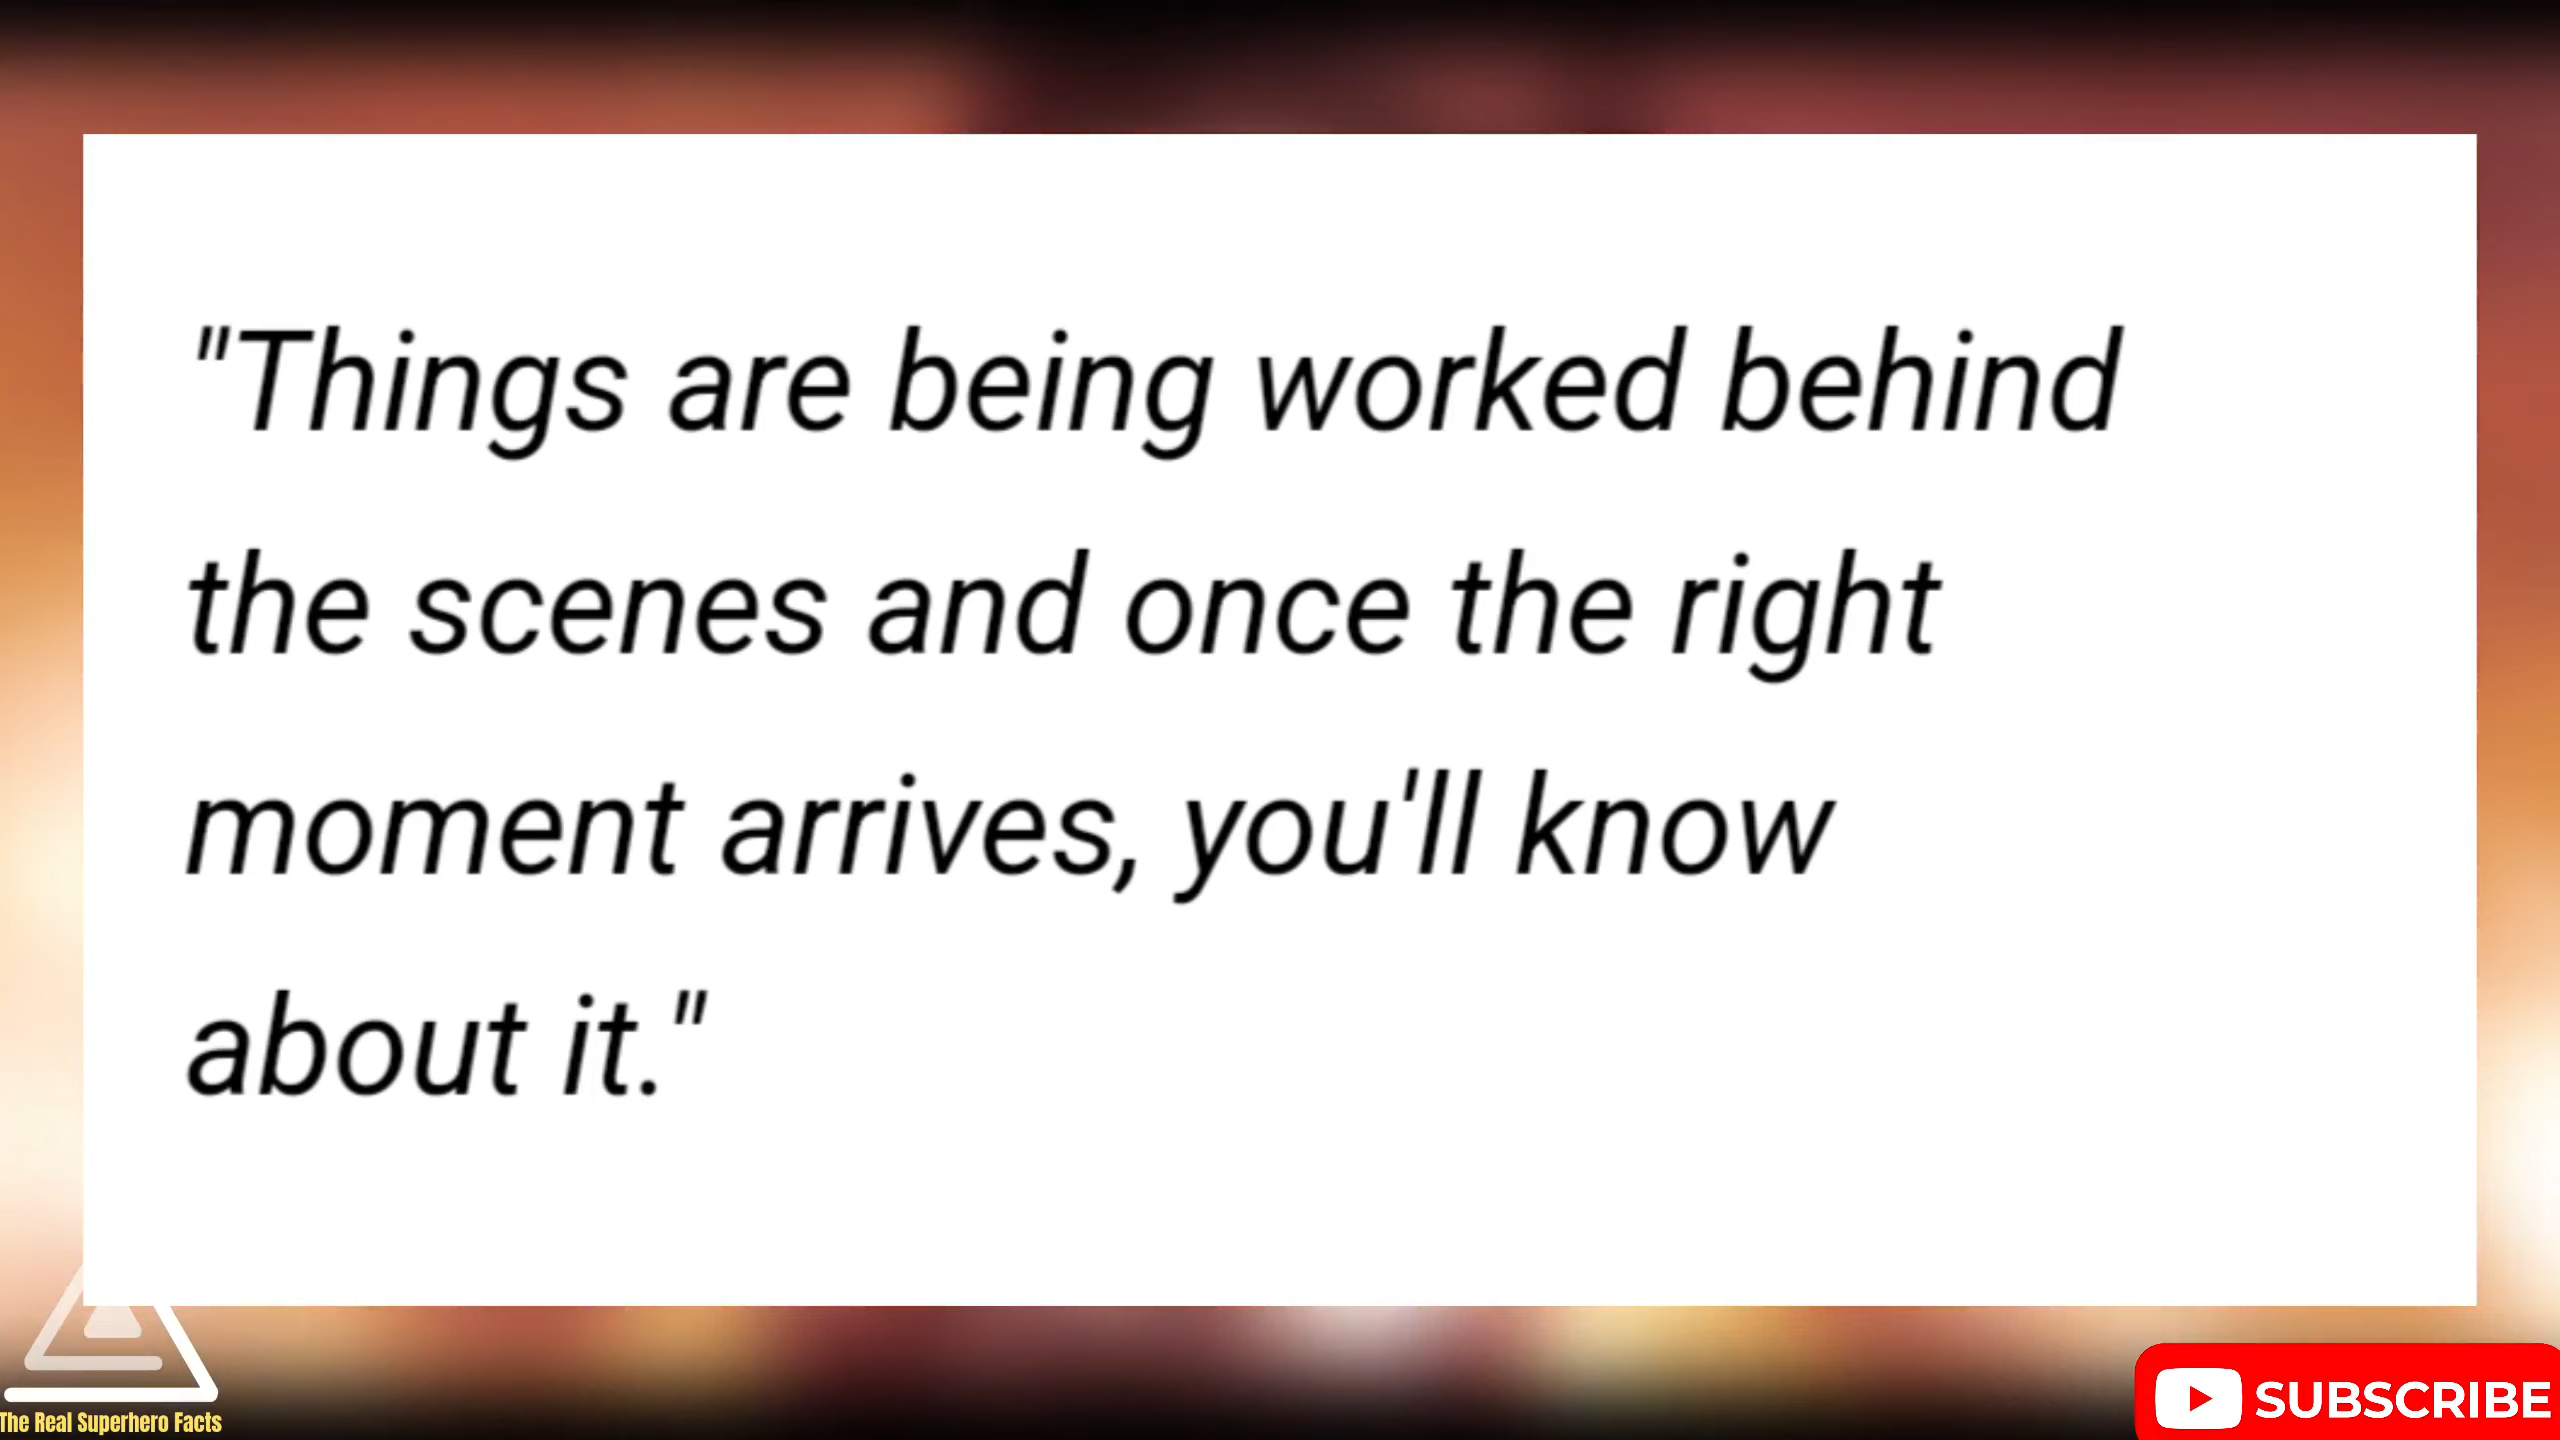 "Things are being worked behind
the scenes and once the right
moment arrives, you'll know
about it."
The Real Superhero Facts
SUBSCRIBE